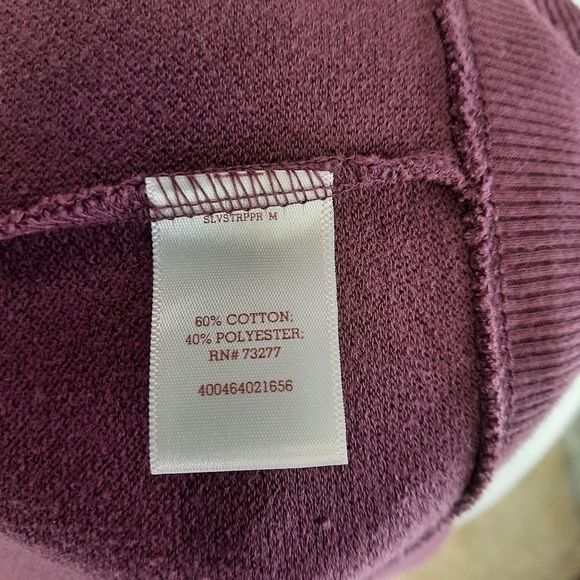 SLVSTRPPR M
60% COTTON;
40% POLYESTER;
RN# 73277
400464021656